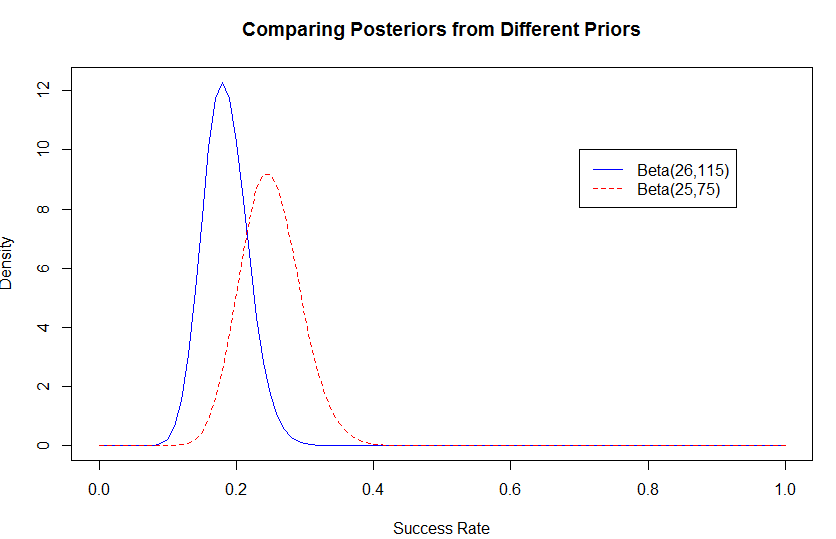 Comparing Posteriors from Different Priors
12
10
8
6
4
2
0
Density
Beta(26,115)
Beta(25,75)
0.0 0.2 0.4 0.6 0.8 1.0
Success Rate